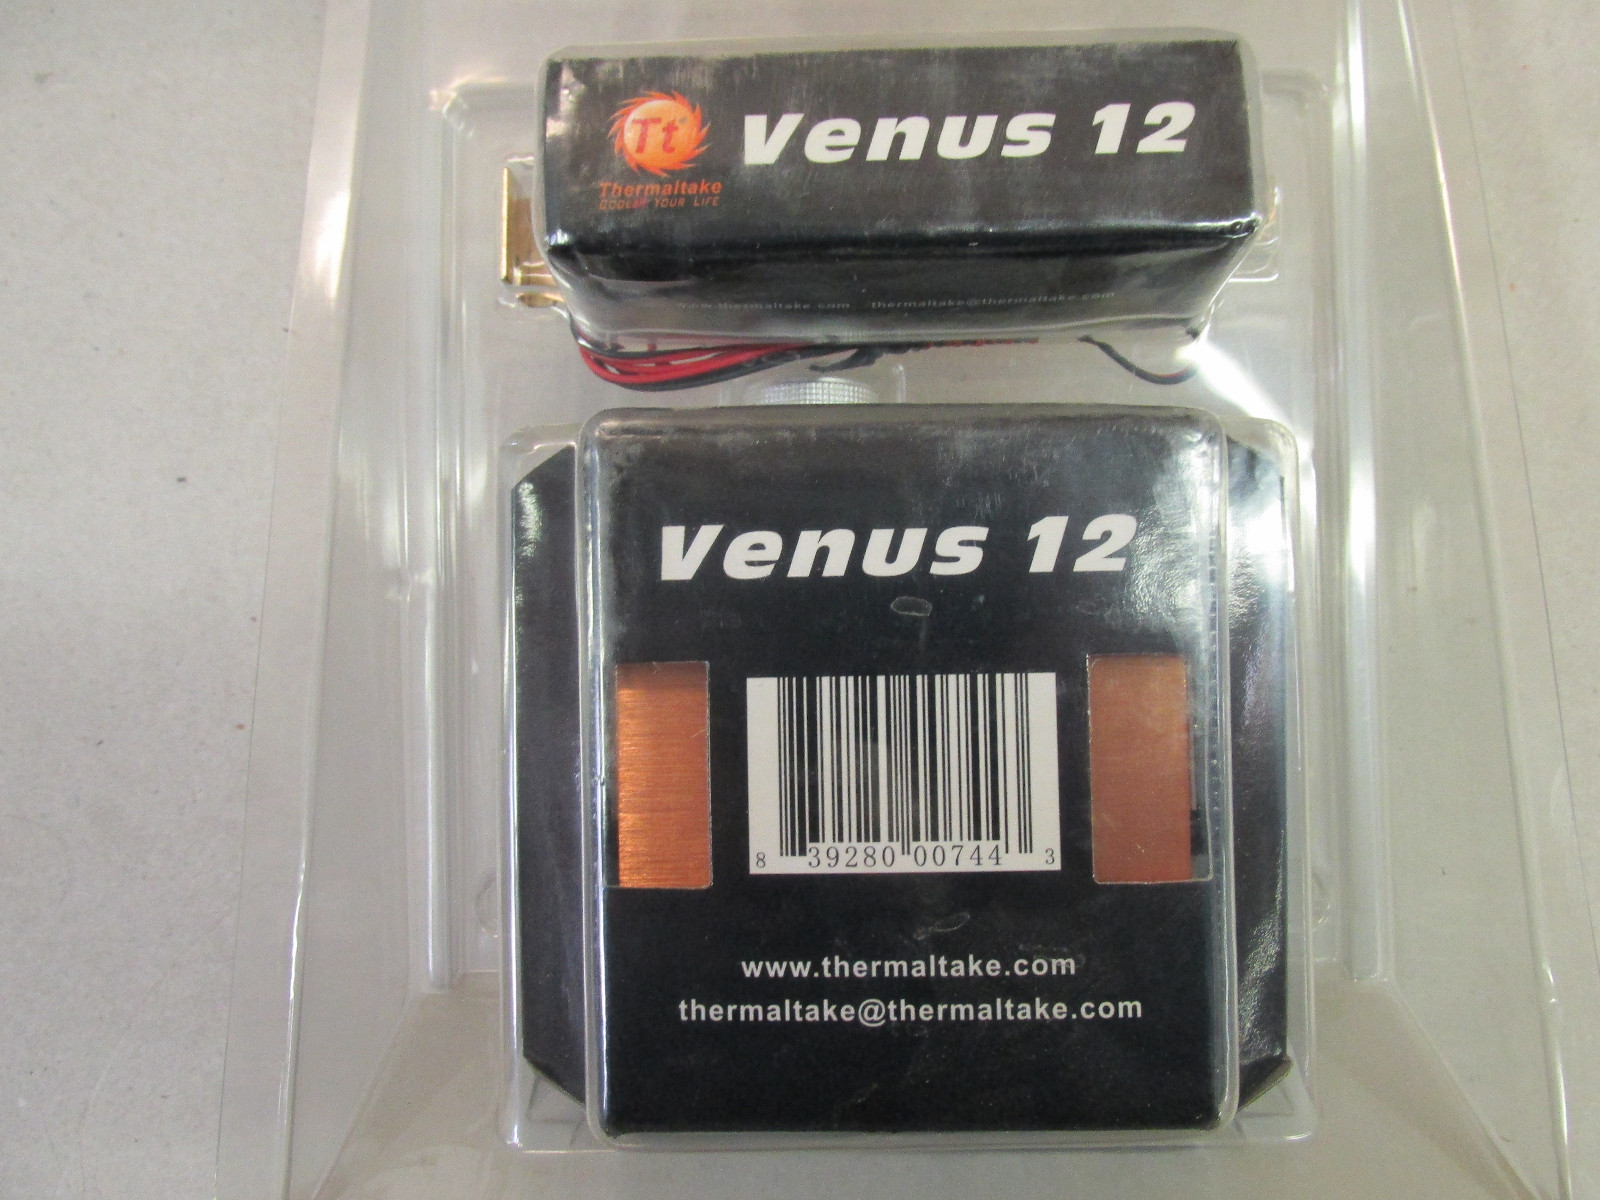 Tt
Venus 12
Thermaltake
COOL YOUR LIFE
www.thermaltake.com thermaltake@thermaltake.com
Venus 12
8 39280 00744 3
www.thermaltake.com
thermaltake@thermaltake.com